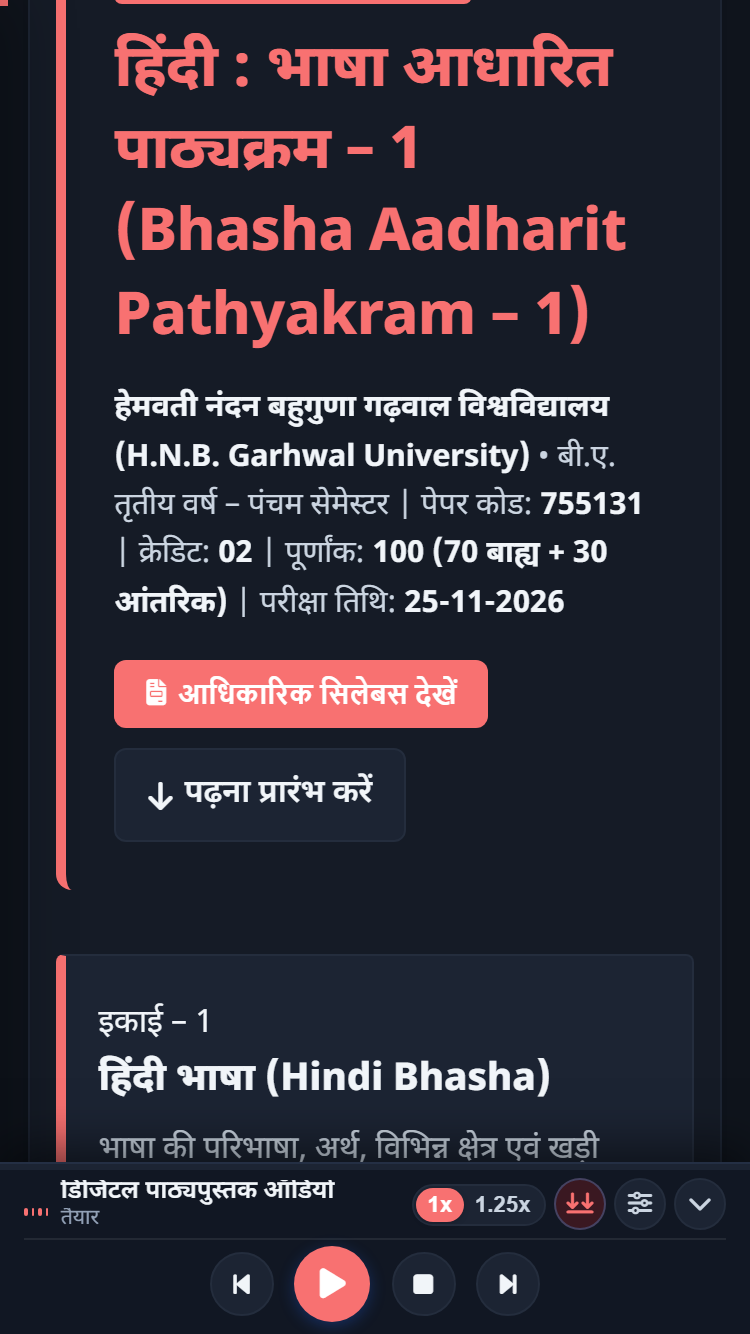 हिंदी : भाषा आधारित
पाठ्यक्रम – 1
(Bhasha Aadharit
Pathyakram – 1)
हेमवती नंदन बहुगुणा गढ़वाल विश्वविद्यालय
(H.N.B. Garhwal University) • बी.ए.
तृतीय वर्ष – पंचम सेमेस्टर | पेपर कोड: 755131
| क्रेडिट: 02 | पूर्णांक: 100 (70 बाह्य + 30
आंतरिक) | परीक्षा तिथि: 25-11-2026
आधिकारिक सिलेबस देखें
पढ़ना प्रारंभ करें
इकाई – 1
हिंदी भाषा (Hindi Bhasha)
भाषा की परिभाषा, अर्थ, विभिन्न क्षेत्र एवं खड़ी
डिजिटल पाठ्यपुस्तक ऑडियो
तैयार
1x 1.25x